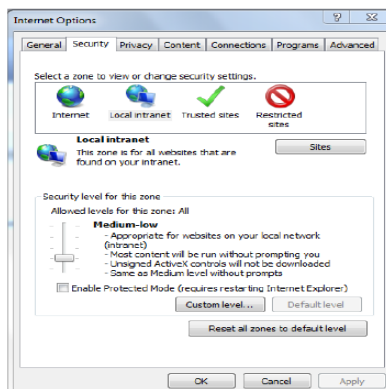 Internet Options
General Security Privacy Content Connections Programs Advanced
Select a zone to view or change security settings.
Internet Local intranet Trusted sites Restricted sites
Local intranet
This zone is for all websites that are found on your intranet.
Sites
Security level for this zone
Allowed levels for this zone: All
Medium-low
- Appropriate for websites on your local network (intranet)
- Most content will be run without prompting you
- Unsigned ActiveX controls will not be downloaded
- Same as Medium level without prompts
Enable Protected Mode (requires restarting Internet Explorer)
Custom level... Default level
Reset all zones to default level
OK Cancel Apply